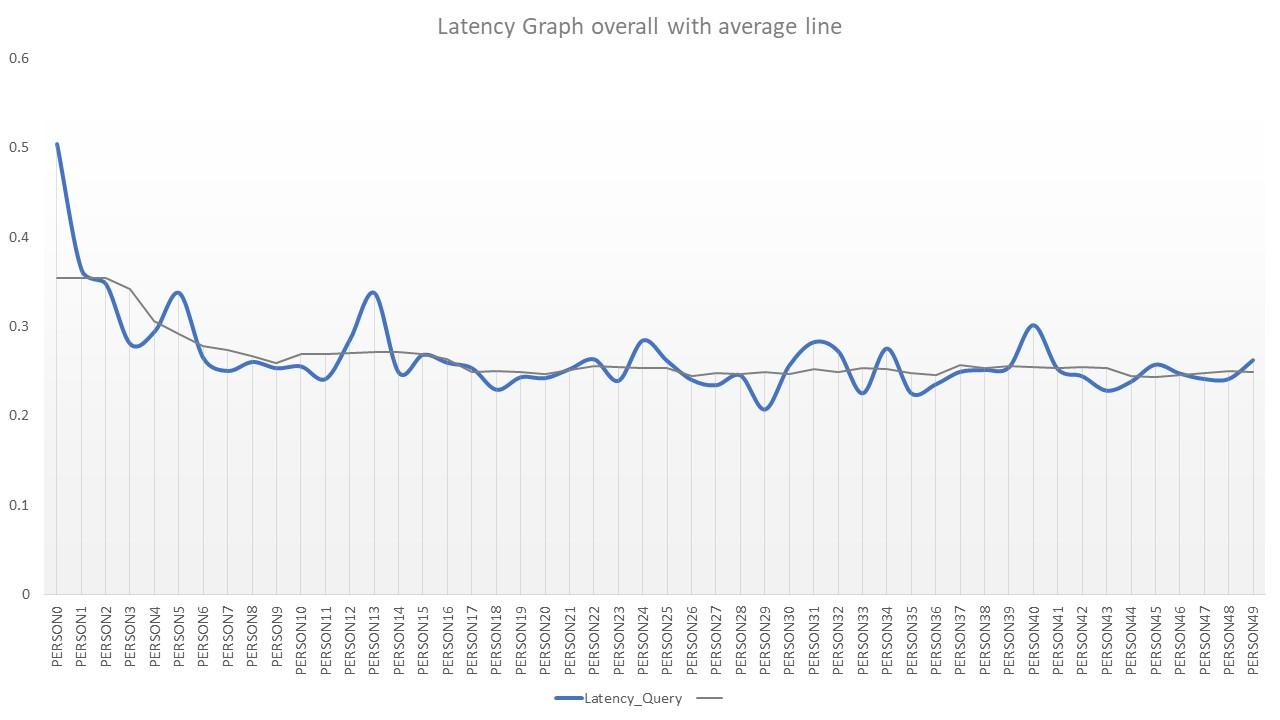 Latency Graph overall with average line
0.6
0.5
0.4
0.3
0.2
0.1
0
PERSON0
PERSON1
PERSON2
PERSON3
PERSON4
PERSON5
PERSON6
PERSON7
PERSON8
PERSON9
PERSON10
PERSON11
PERSON12
PERSON13
PERSON14
PERSON15
PERSON16
PERSON17
PERSON18
PERSON19
PERSON20
PERSON21
PERSON22
PERSON23
PERSON24
PERSON25
PERSON26
PERSON27
PERSON28
PERSON29
PERSON30
PERSON31
PERSON32
PERSON33
PERSON34
PERSON35
PERSON36
PERSON37
PERSON38
PERSON39
PERSON40
PERSON41
PERSON42
PERSON43
PERSON44
PERSON45
PERSON46
PERSON47
PERSON48
PERSON49
Latency_Query